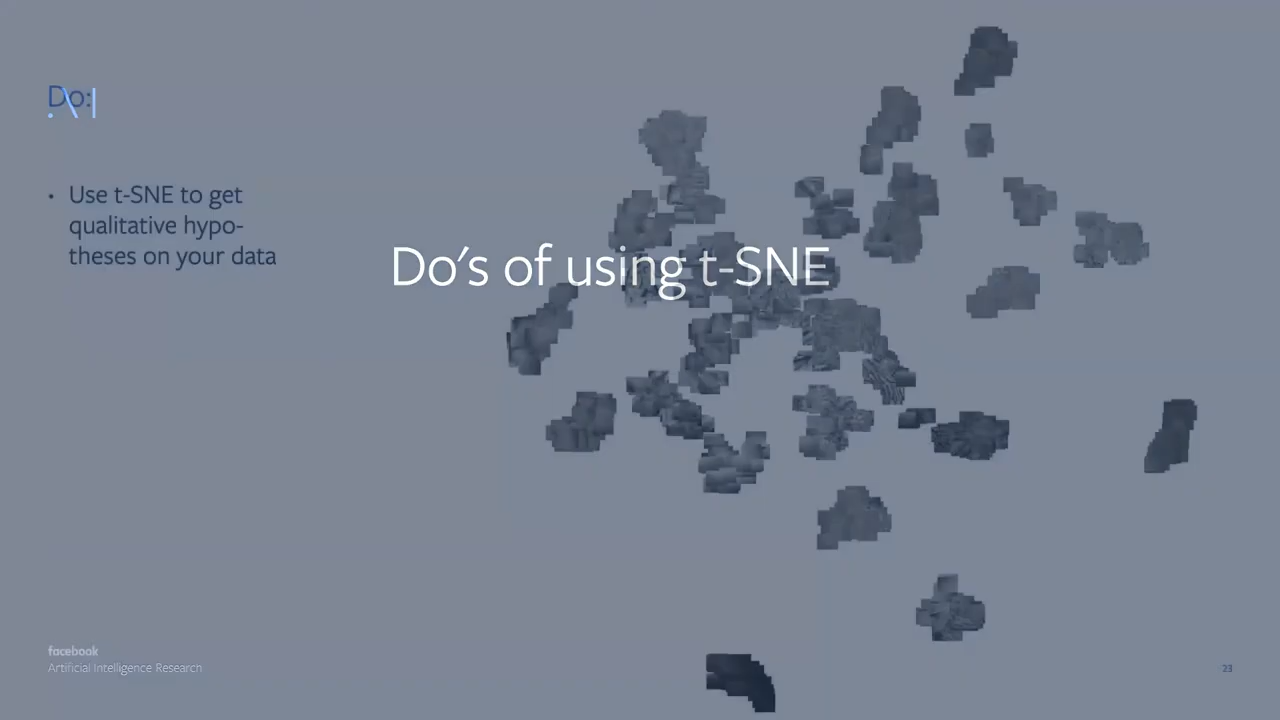 Do:
• Use t-SNE to get
qualitative hypo-
theses on your data
Do's of using t-SNE
facebook
Artificial Intelligence Research
23